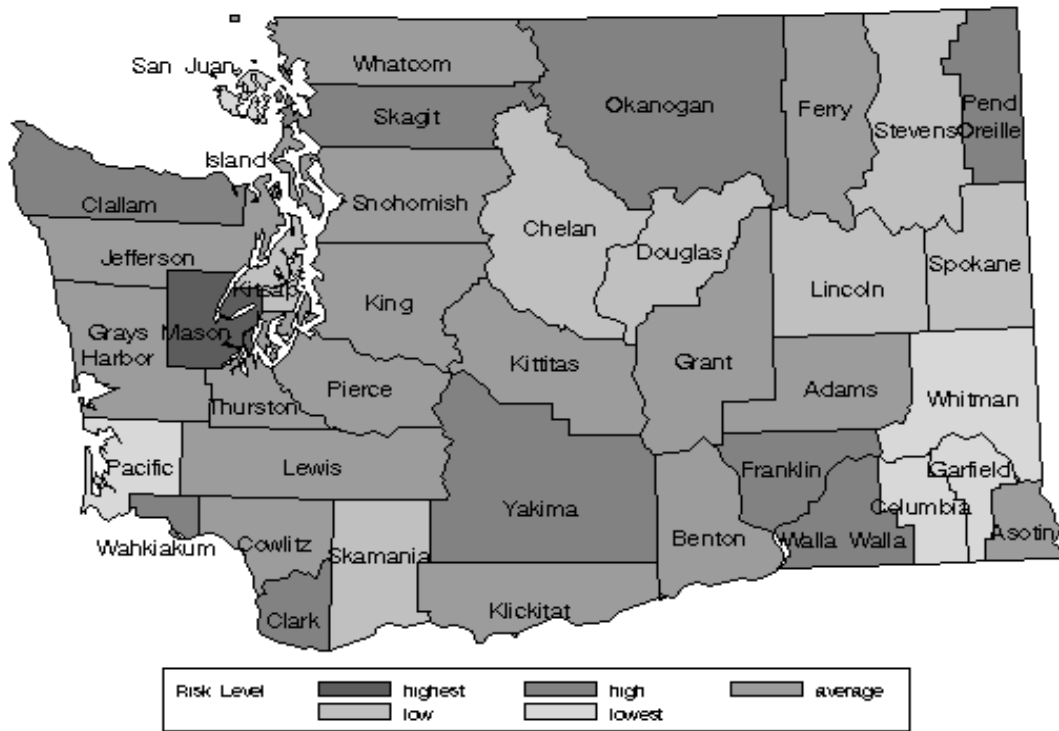 San Juan
Whatcom
Okanogan
Ferry
Stevens
Pend
Oreille
Skagit
Island
Clallam
Snohomish
Chelan
Douglas
Jefferson
Kitsap
King
Lincoln
Spokane
Grays
Harbor
Mason
Kittitas
Grant
Pierce
Adams
Thurston
Whitman
Pacific
Lewis
Franklin
Garfield
Yakima
Columbia
Wahkiakum
Cowlitz
Skamania
Benton
Walla Walla
Asotin
Clark
Klickitat
Risk Level highest high average
low lowest